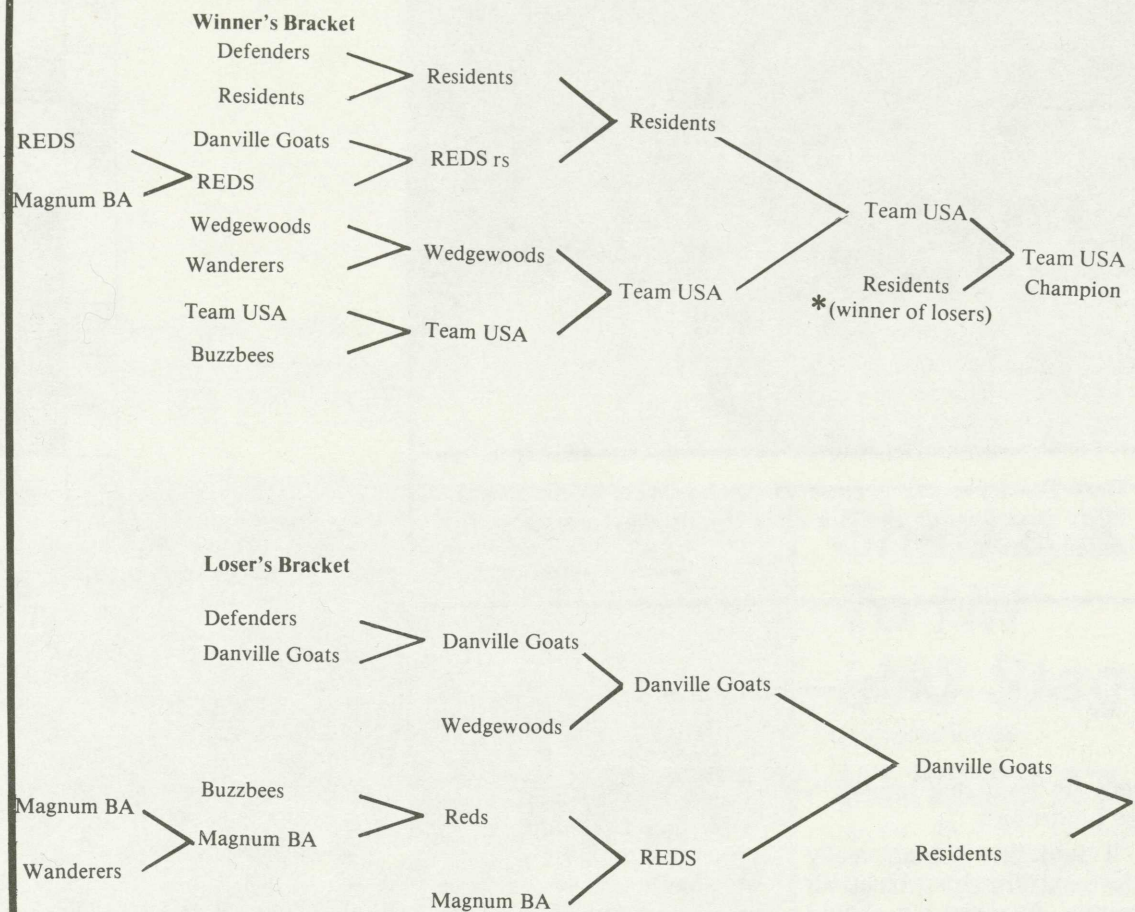 Winner's Bracket
Defenders
Residents
Residents
REDS
Magnum BA
Danville Goats
REDS
REDS rs
Residents
Wedgewoods
Wanderers
Wedgewoods
Team USA
Buzzbees
Team USA
Team USA
Team USA
Residents
*(winner of losers)
Team USA
Champion
Loser's Bracket
Defenders
Danville Goats
Danville Goats
Wedgewoods
Danville Goats
Magnum BA
Wanderers
Buzzbees
Magnum BA
Reds
Magnum BA
REDS
Danville Goats
Residents